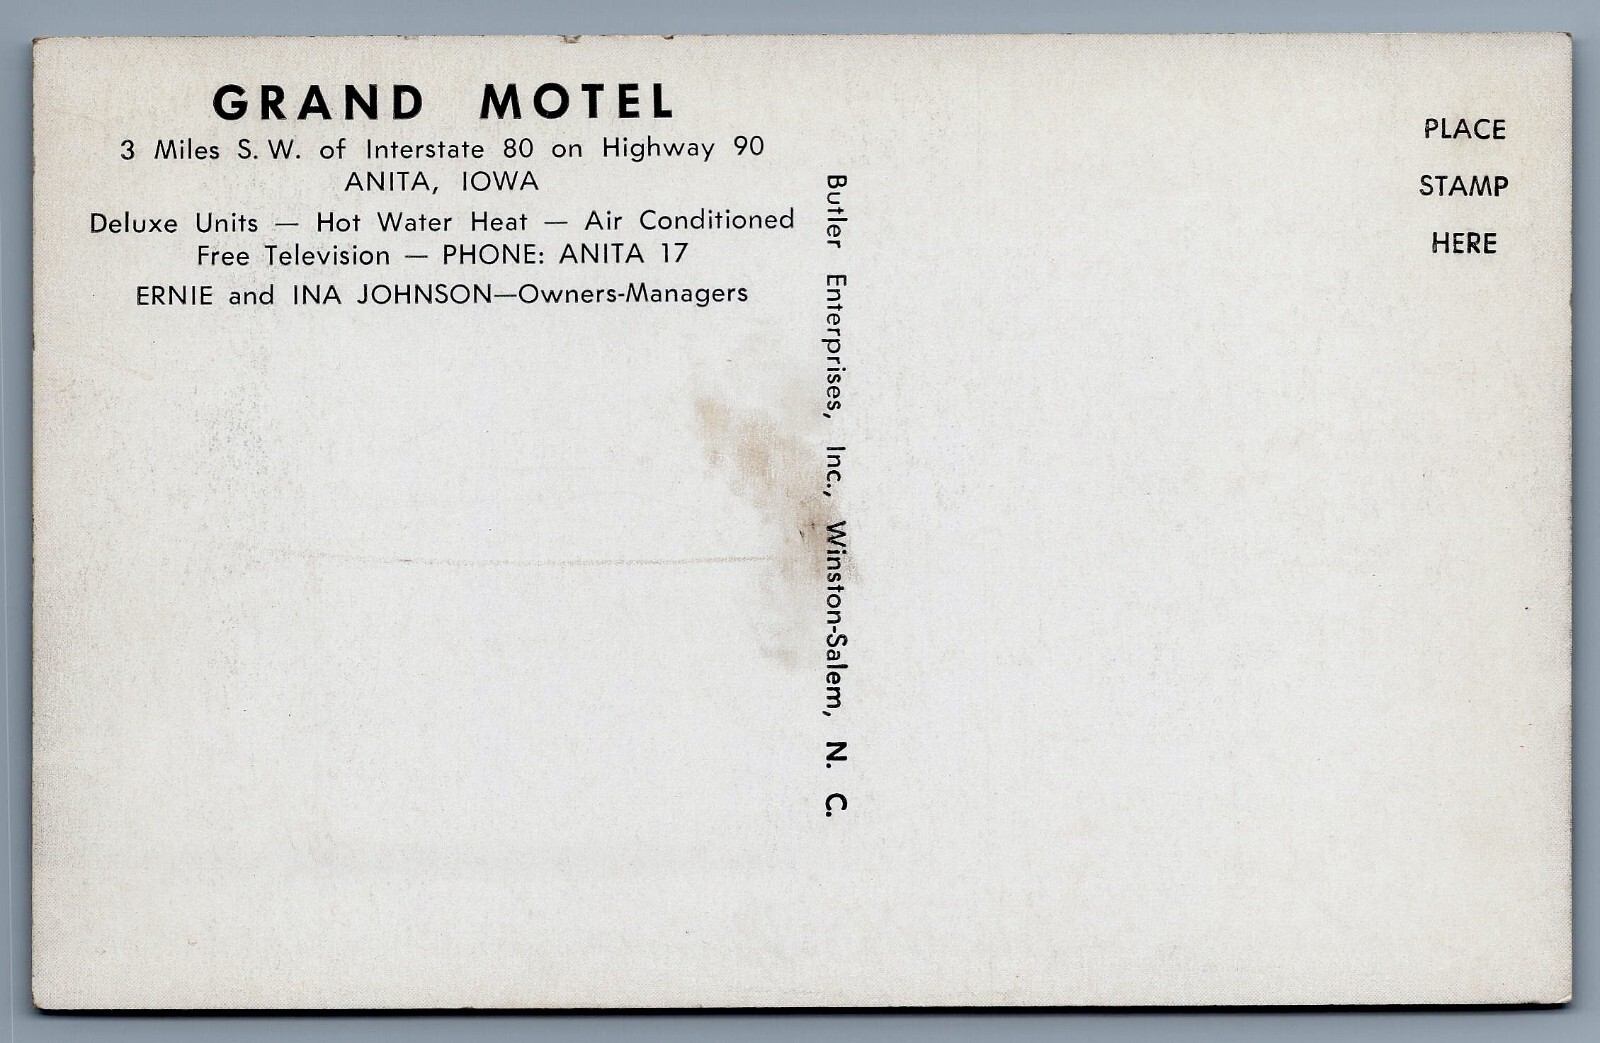 GRAND MOTEL
3 Miles S. W. of Interstate 80 on Highway 90
ANITA, IOWA
Deluxe Units — Hot Water Heat — Air Conditioned
Free Television — PHONE: ANITA 17
ERNIE and INA JOHNSON—Owners-Managers
Butler Enterprises, Inc., Winston-Salem, N. C.
PLACE
STAMP
HERE